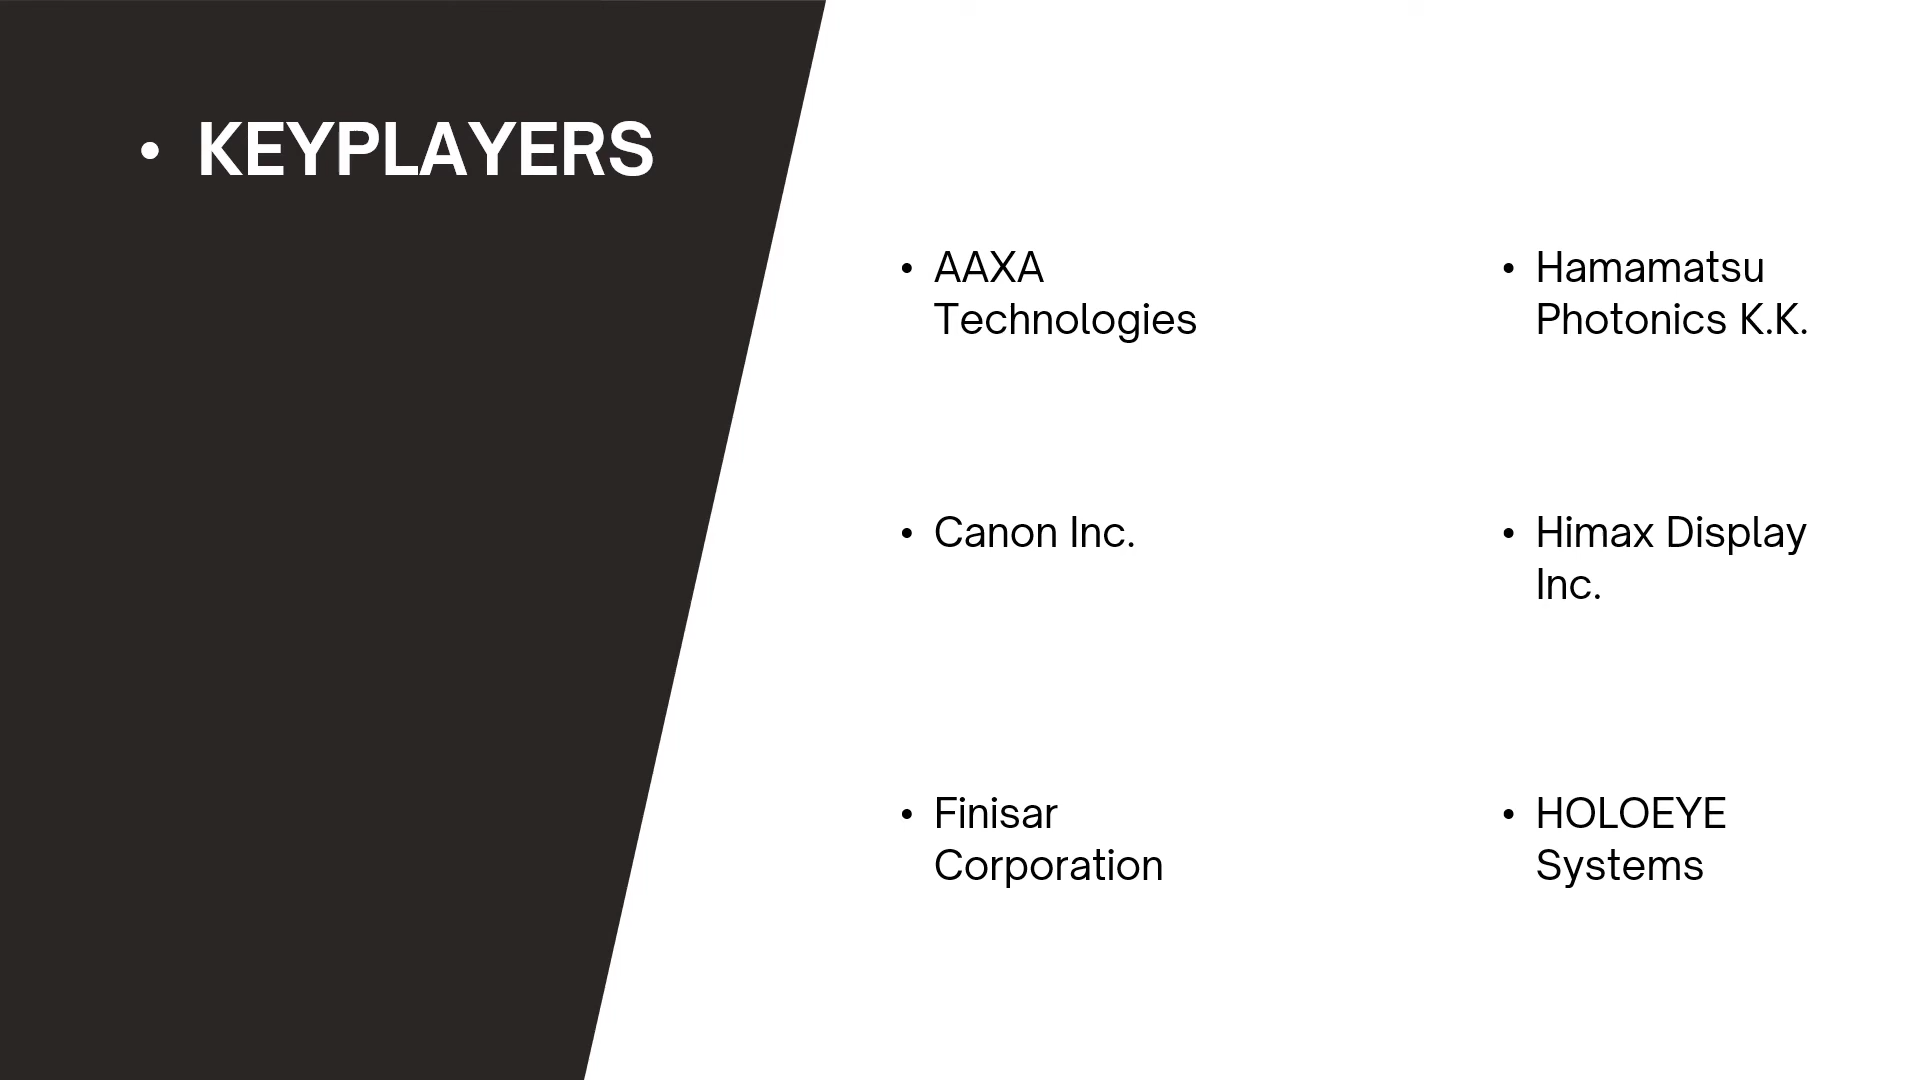 • KEYPLAYERS
• AAXA
Technologies
• Canon Inc.
• Finisar
Corporation
• Hamamatsu
Photonics K.K.
• Himax Display
Inc.
• HOLOEYE
Systems